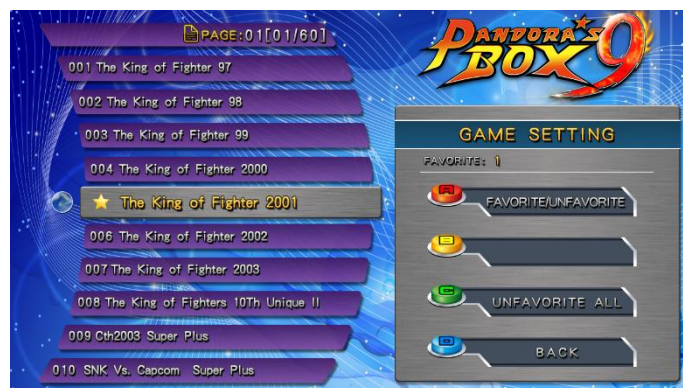 PAGE:01[01/60]
001 The King of Fighter 97
002 The King of Fighter 98
003 The King of Fighter 99
004 The King of Fighter 2000
The King of Fighter 2001
006 The King of Fighter 2002
007 The King of Fighter 2003
008 The King of Fighters 10Th Unique II
009 Cth2003 Super Plus
010 SNK Vs. Capcom Super Plus
PANDORA'S
BOX 9
GAME SETTING
FAVORITE: 1
A FAVORITE/UNFAVORITE
B
C UNFAVORITE ALL
D BACK